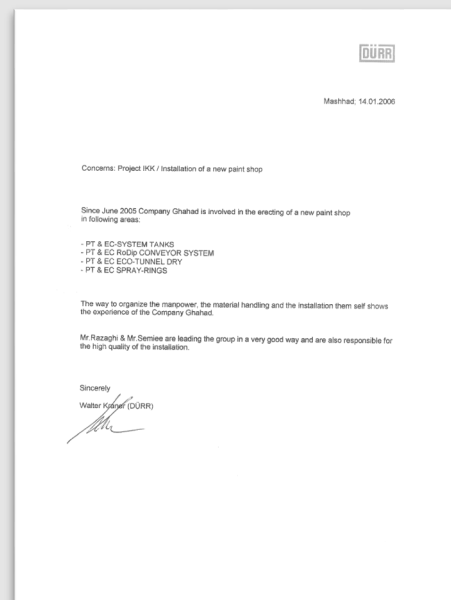 DÜRR
Mashhad; 14.01.2006
Concerns: Project IKK / Installation of a new paint shop
Since June 2005 Company Ghahad is involved in the erecting of a new paint shop
in following areas:
- PT & EC-SYSTEM TANKS
- PT & EC RoDip CONVEYOR SYSTEM
- PT & EC ECO-TUNNEL DRY
- PT & EC SPRAY-RINGS
The way to organize the manpower, the material handling and the installation them self shows
the experience of the Company Ghahad.
Mr.Razaghi & Mr.Semiee are leading the group in a very good way and are also responsible for
the high quality of the installation.
Sincerely
Walter (DÜRR)